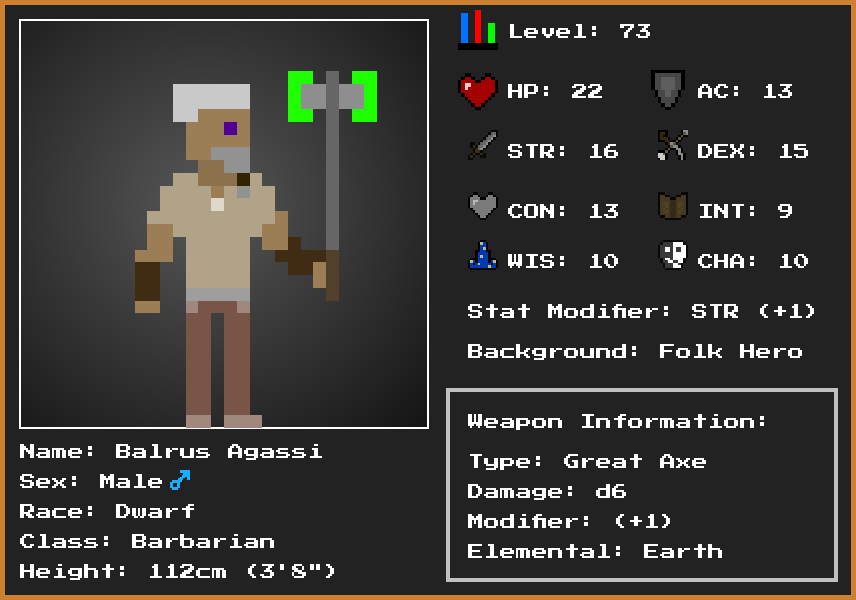 Level: 73
HP: 22
AC: 13
STR: 16
DEX: 15
CON: 13
INT: 9
WIS: 10
CHA: 10
Stat Modifier: STR (+1)
Background: Folk Hero
Weapon Information:
Type: Great Axe
Damage: d6
Modifier: (+1)
Elemental: Earth
Name: Balrus Agassi
Sex: Male ♂
Race: Dwarf
Class: Barbarian
Height: 112cm (3'8")